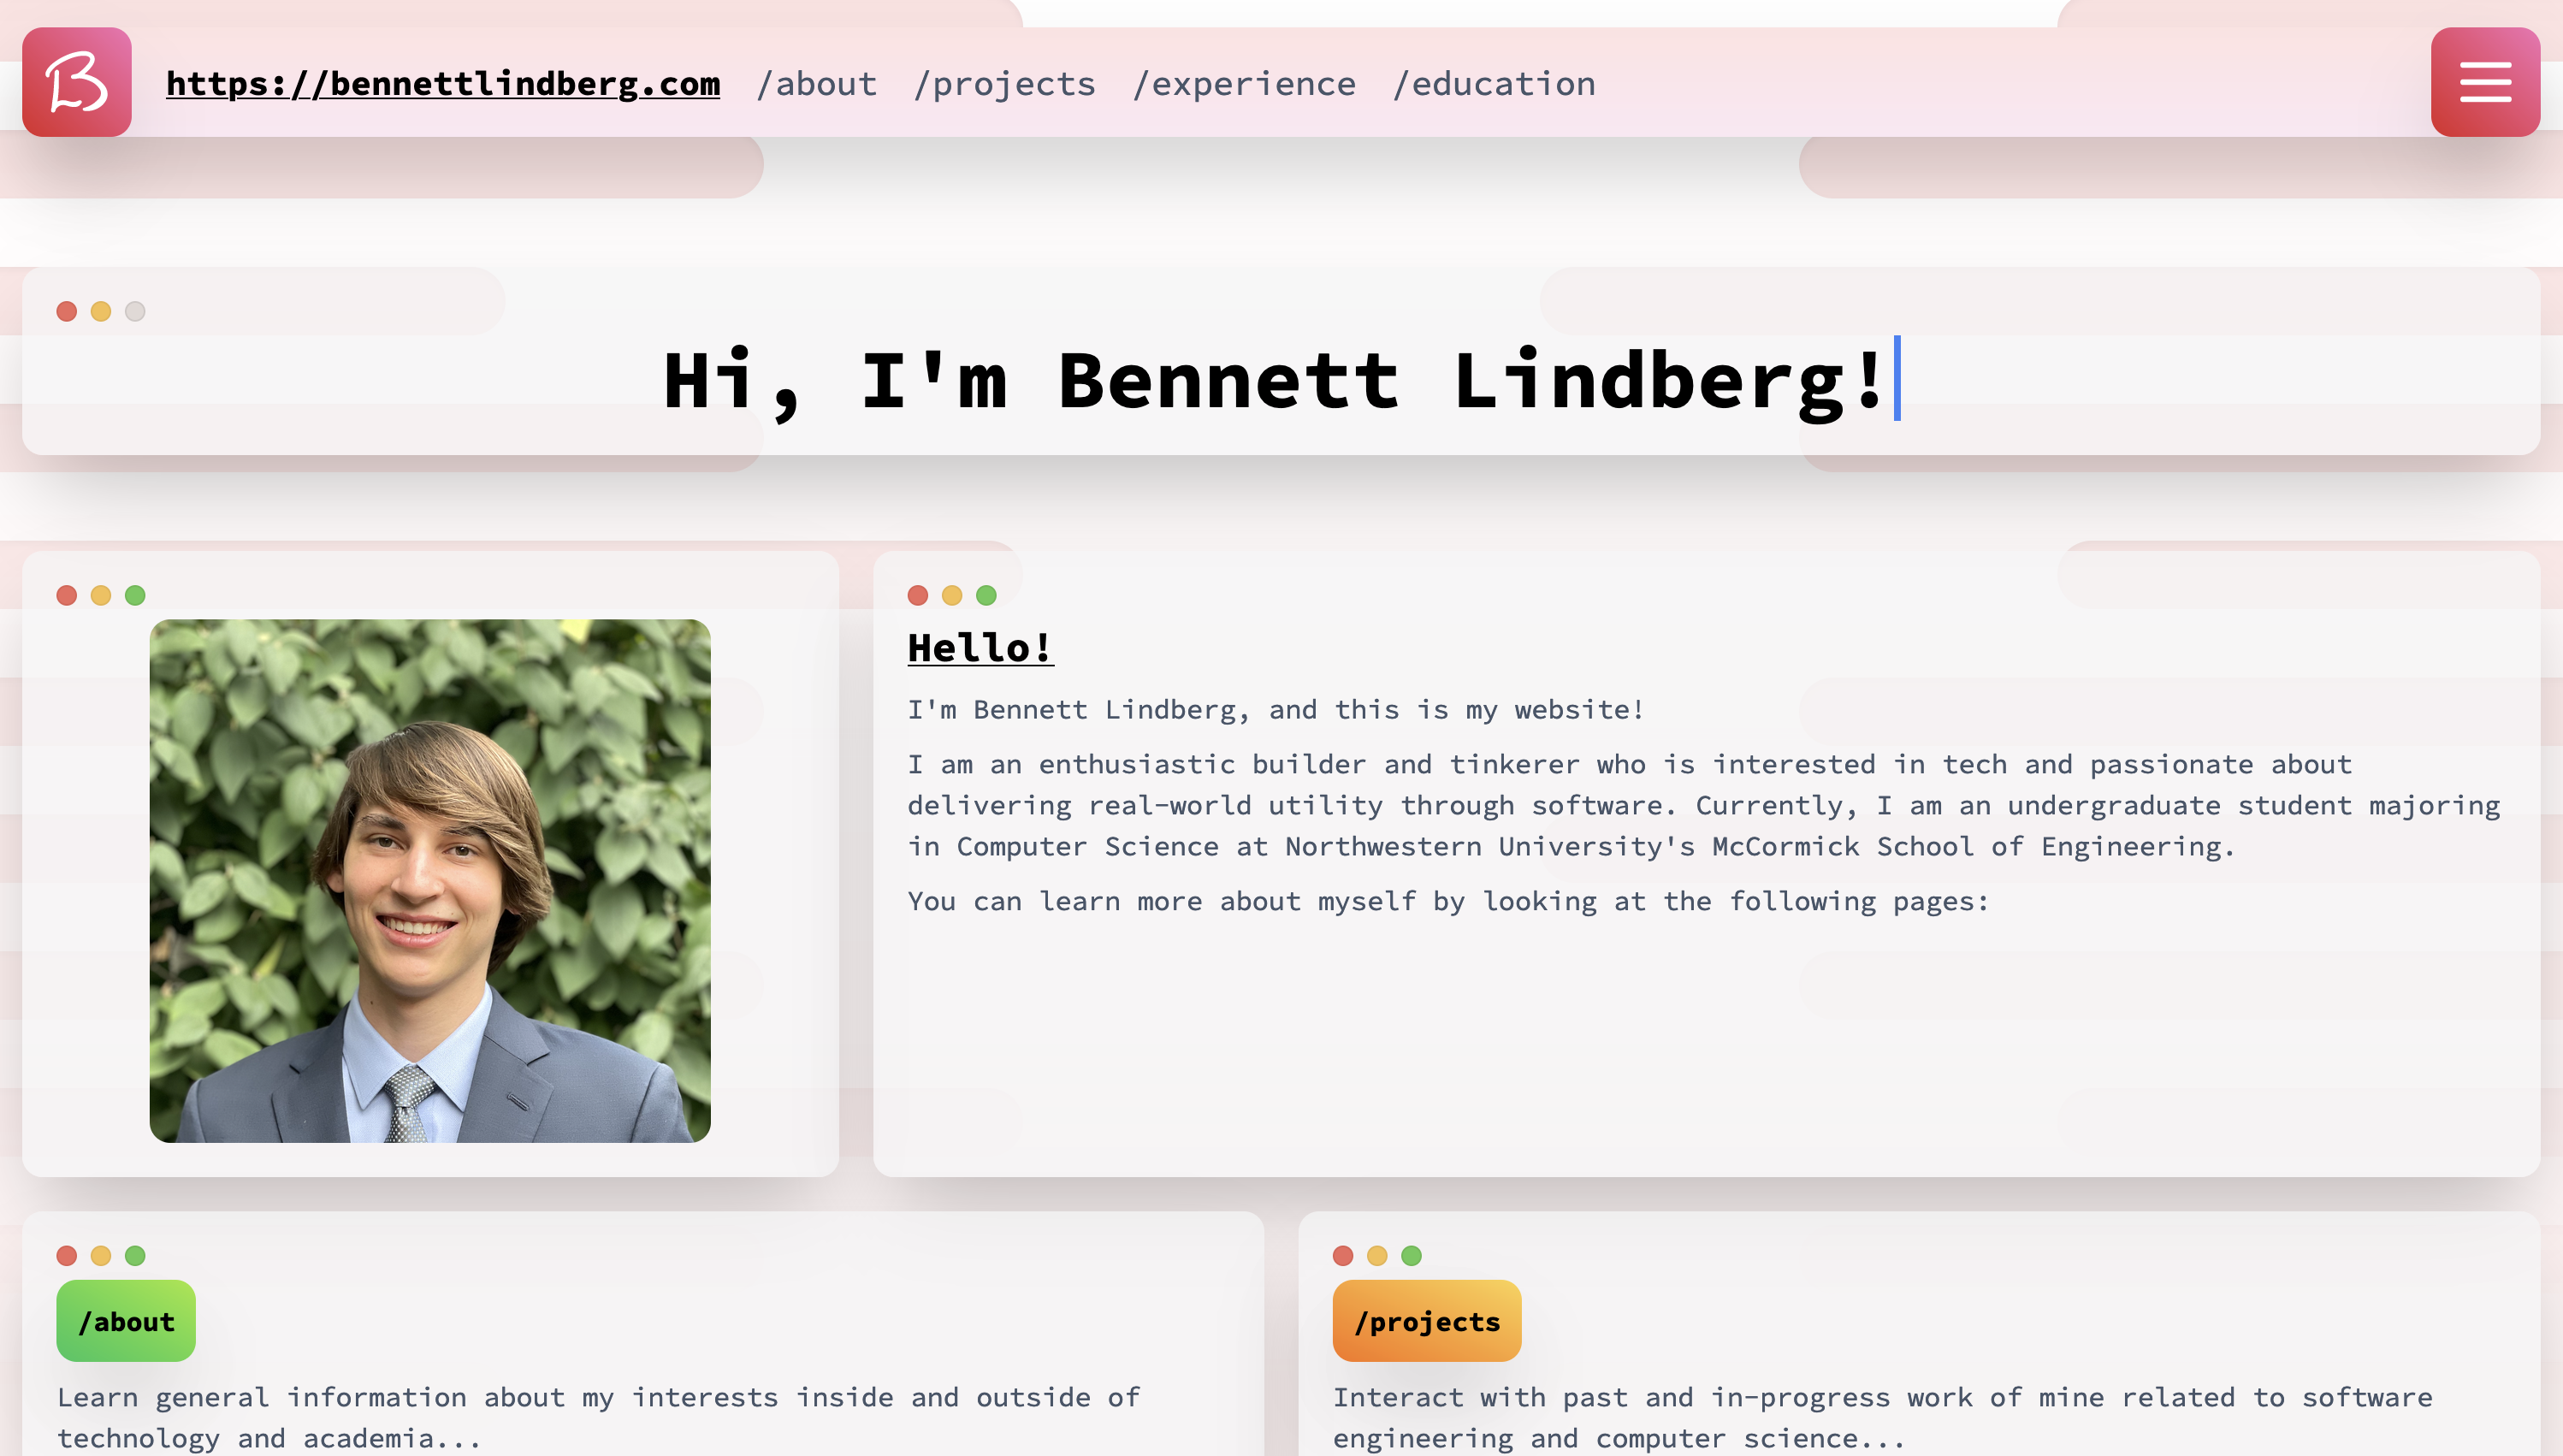 B
https://bennettlindberg.com /about /projects /experience /education
Hi, I'm Bennett Lindberg!
Hello!
I'm Bennett Lindberg, and this is my website!
I am an enthusiastic builder and tinkerer who is interested in tech and passionate about
delivering real-world utility through software. Currently, I am an undergraduate student majoring
in Computer Science at Northwestern University's McCormick School of Engineering.
You can learn more about myself by looking at the following pages:
/about
Learn general information about my interests inside and outside of
technology and academia...
/projects
Interact with past and in-progress work of mine related to software
engineering and computer science...